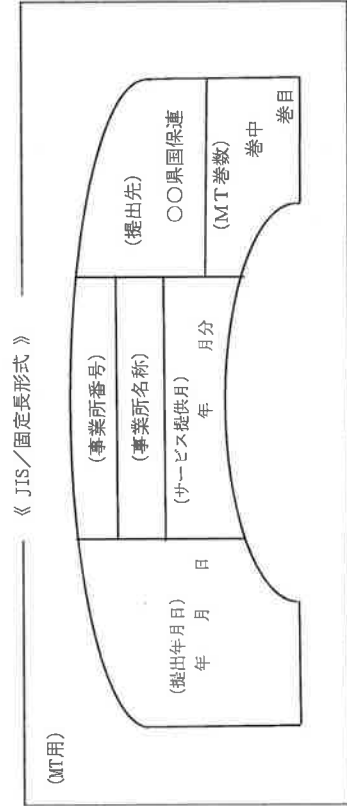 《 JIS／固定長形式 》
(MT用)
(提出年月日)
年　月　日
(事業所番号)
(事業所名称)
(サービス提供月)
年　月分
(提出先)
〇〇県国保連
(MT巻数)
巻中
巻目